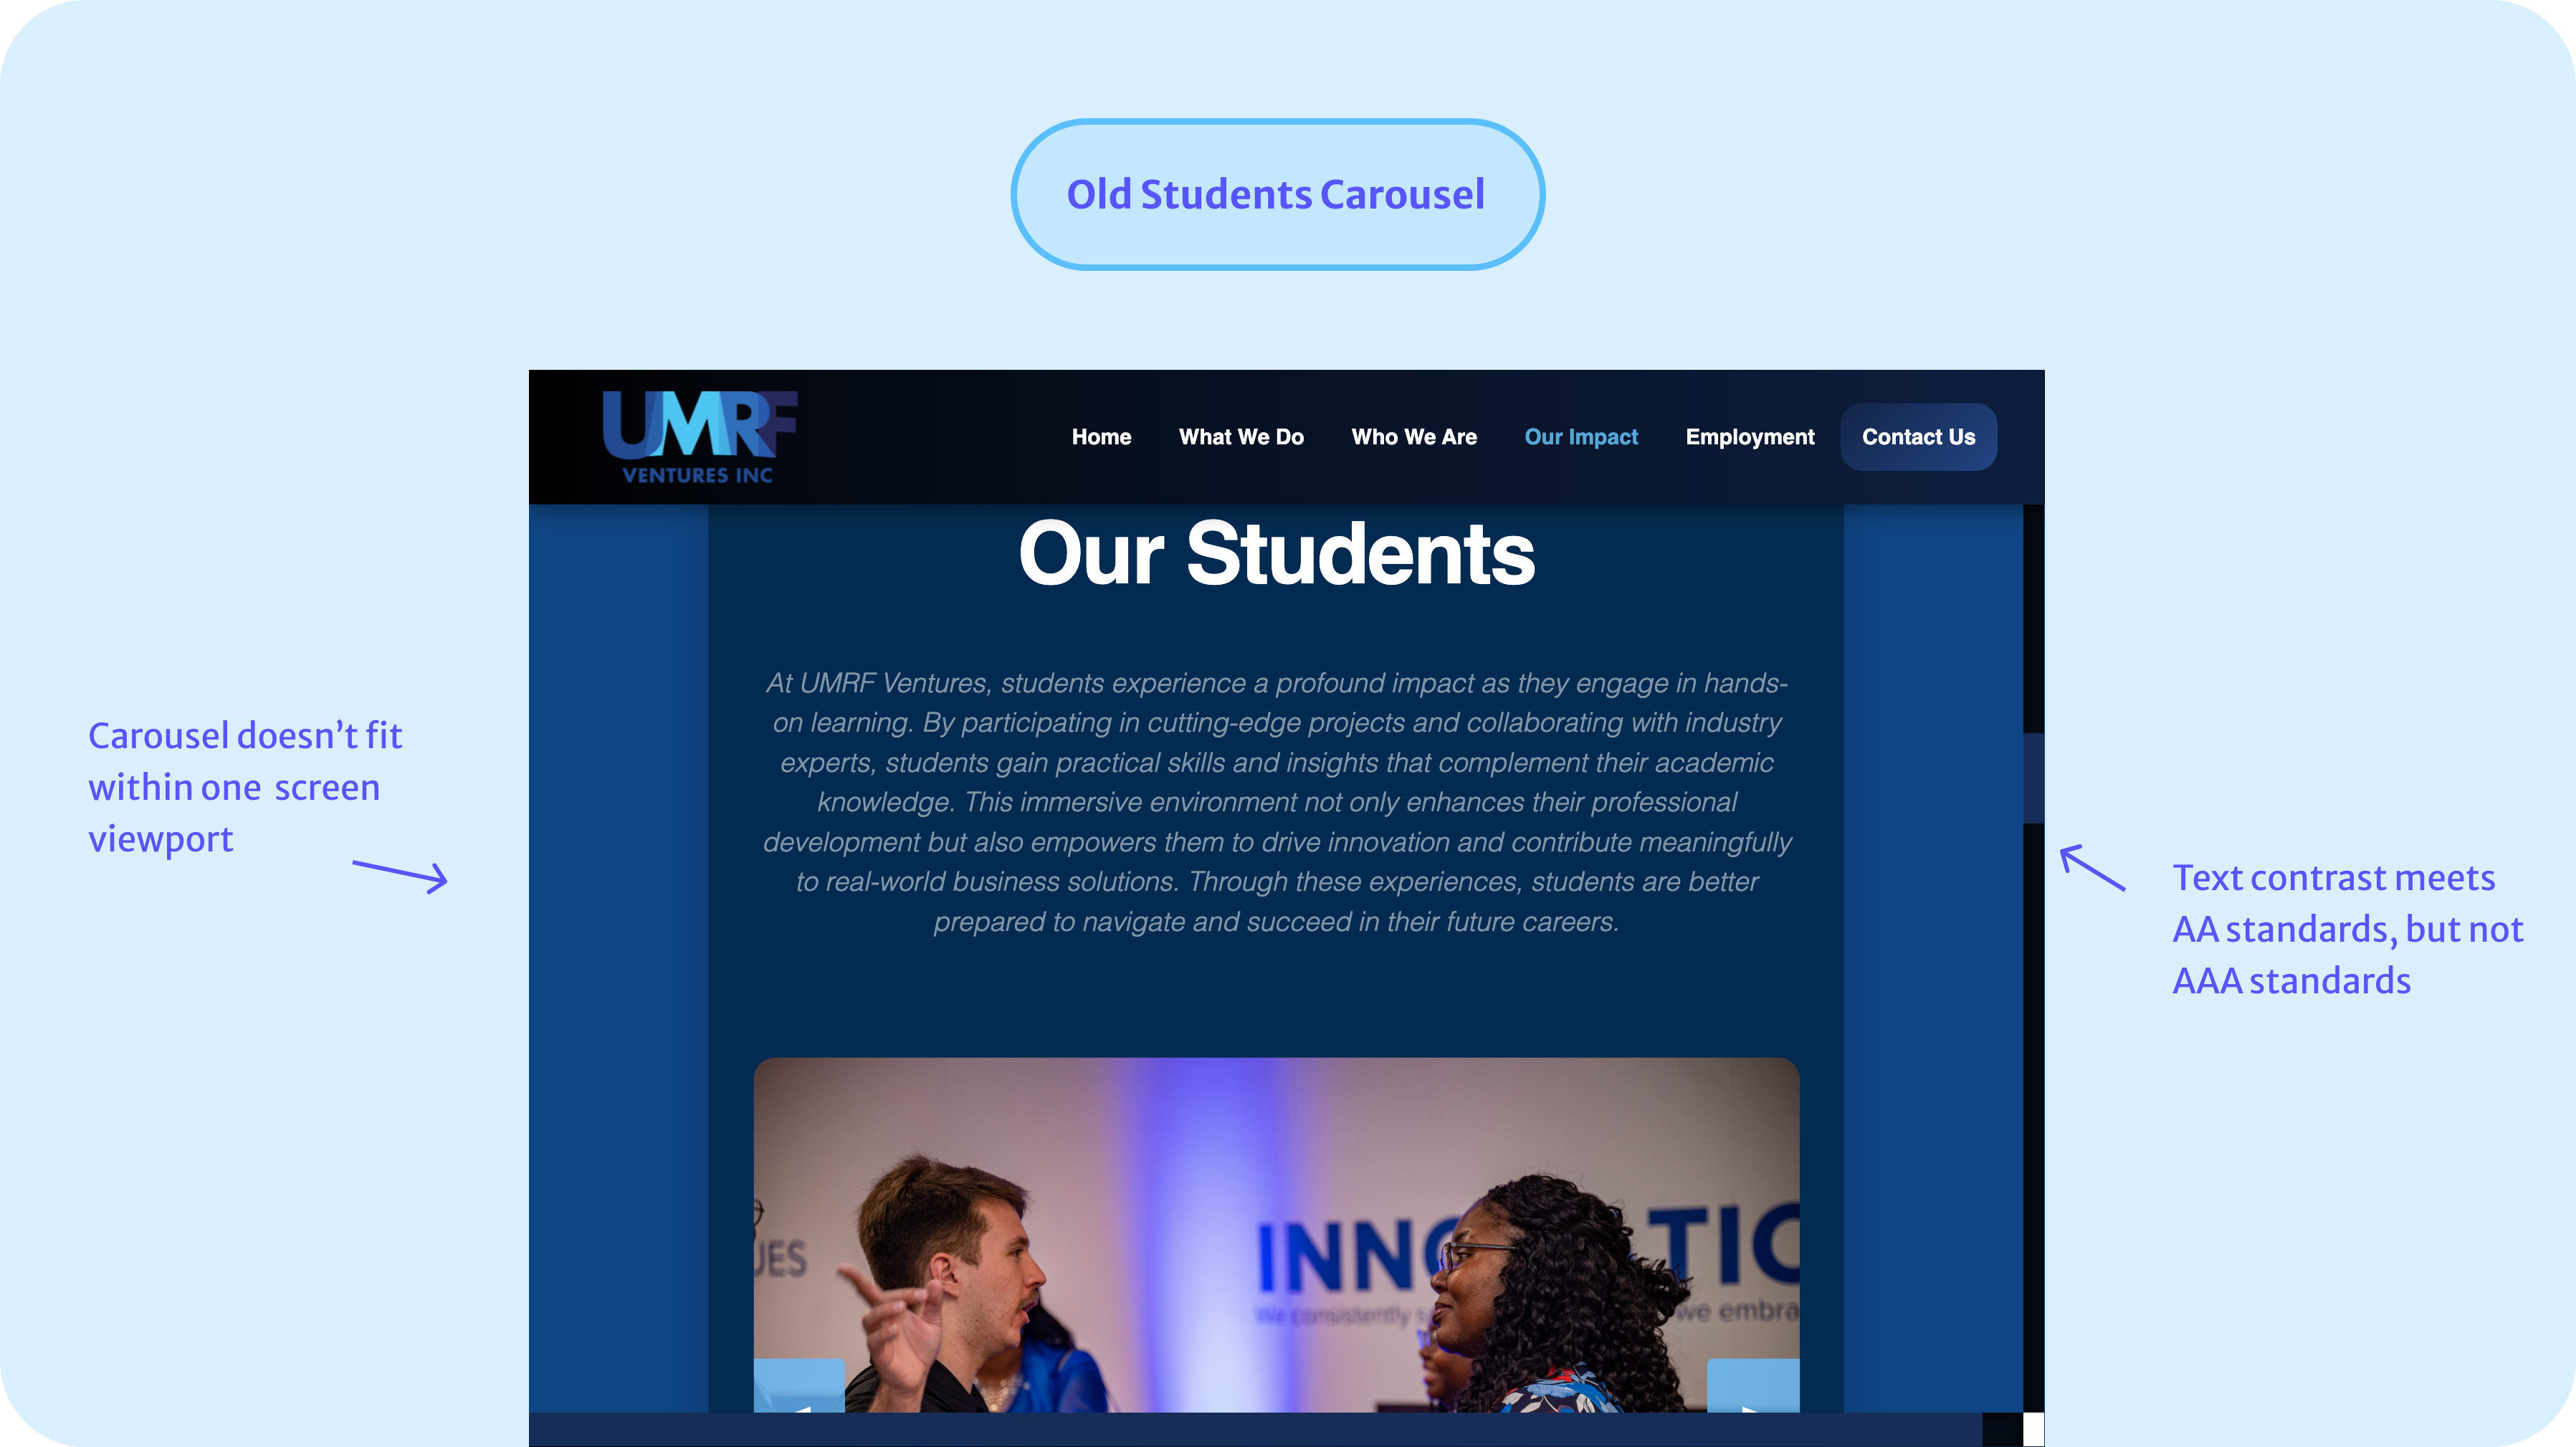 Old Students Carousel
UMRF
VENTURES INC
Home
What We Do
Who We Are
Our Impact
Employment
Contact Us
Our Students
At UMRF Ventures, students experience a profound impact as they engage in hands-
on learning. By participating in cutting-edge projects and collaborating with industry
experts, students gain practical skills and insights that complement their academic
knowledge. This immersive environment not only enhances their professional
development but also empowers them to drive innovation and contribute meaningfully
to real-world business solutions. Through these experiences, students are better
prepared to navigate and succeed in their future careers.
Carousel doesn’t fit
within one  screen
viewport
Text contrast meets
AA standards, but not
AAA standards
UES
INNO TIO
We consistently we embra